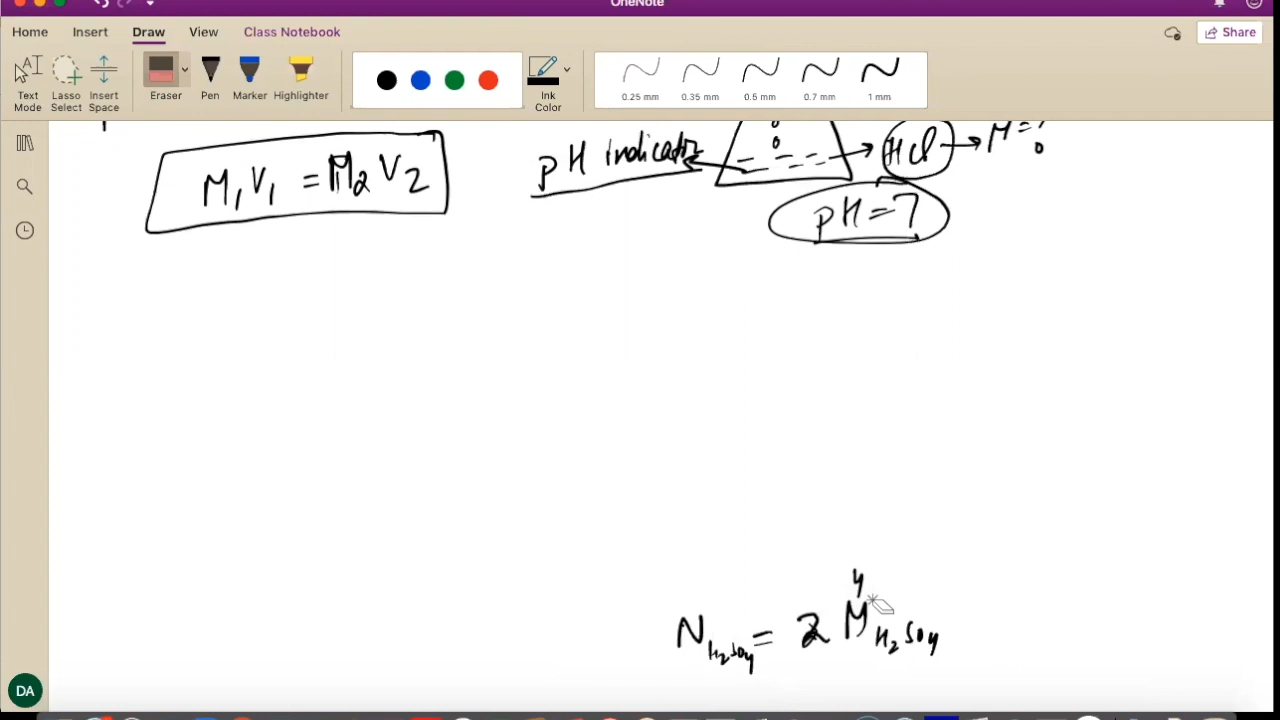 OneNote
Home Insert Draw View Class Notebook
Share
Text Mode
Lasso Select
Insert Space
Eraser
Pen
Marker
Highlighter
Ink Color
0.25 mm
0.35 mm
0.5 mm
0.7 mm
1 mm
M₁V₁ = M₂V₂
pH indicator
HCl → M = ?
pH = 7
N H₂SO₄ = 2 M H₂SO₄
DA